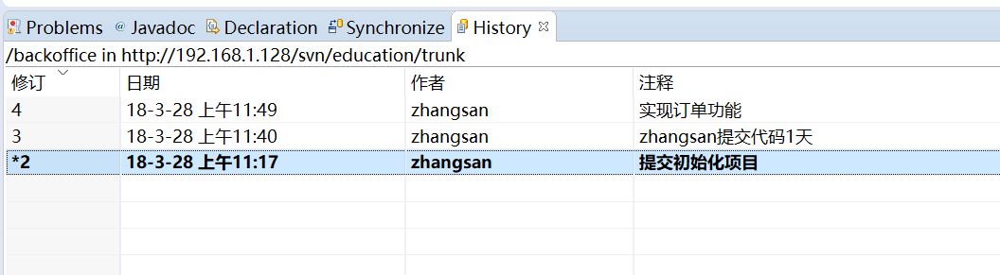 Problems @ Javadoc Declaration Synchronize History
/backoffice in http://192.168.1.128/svn/education/trunk
修订 日期 作者 注释
4 18-3-28 上午11:49 zhangsan 实现订单功能
3 18-3-28 上午11:40 zhangsan zhangsan提交代码1天
*2 18-3-28 上午11:17 zhangsan 提交初始化项目